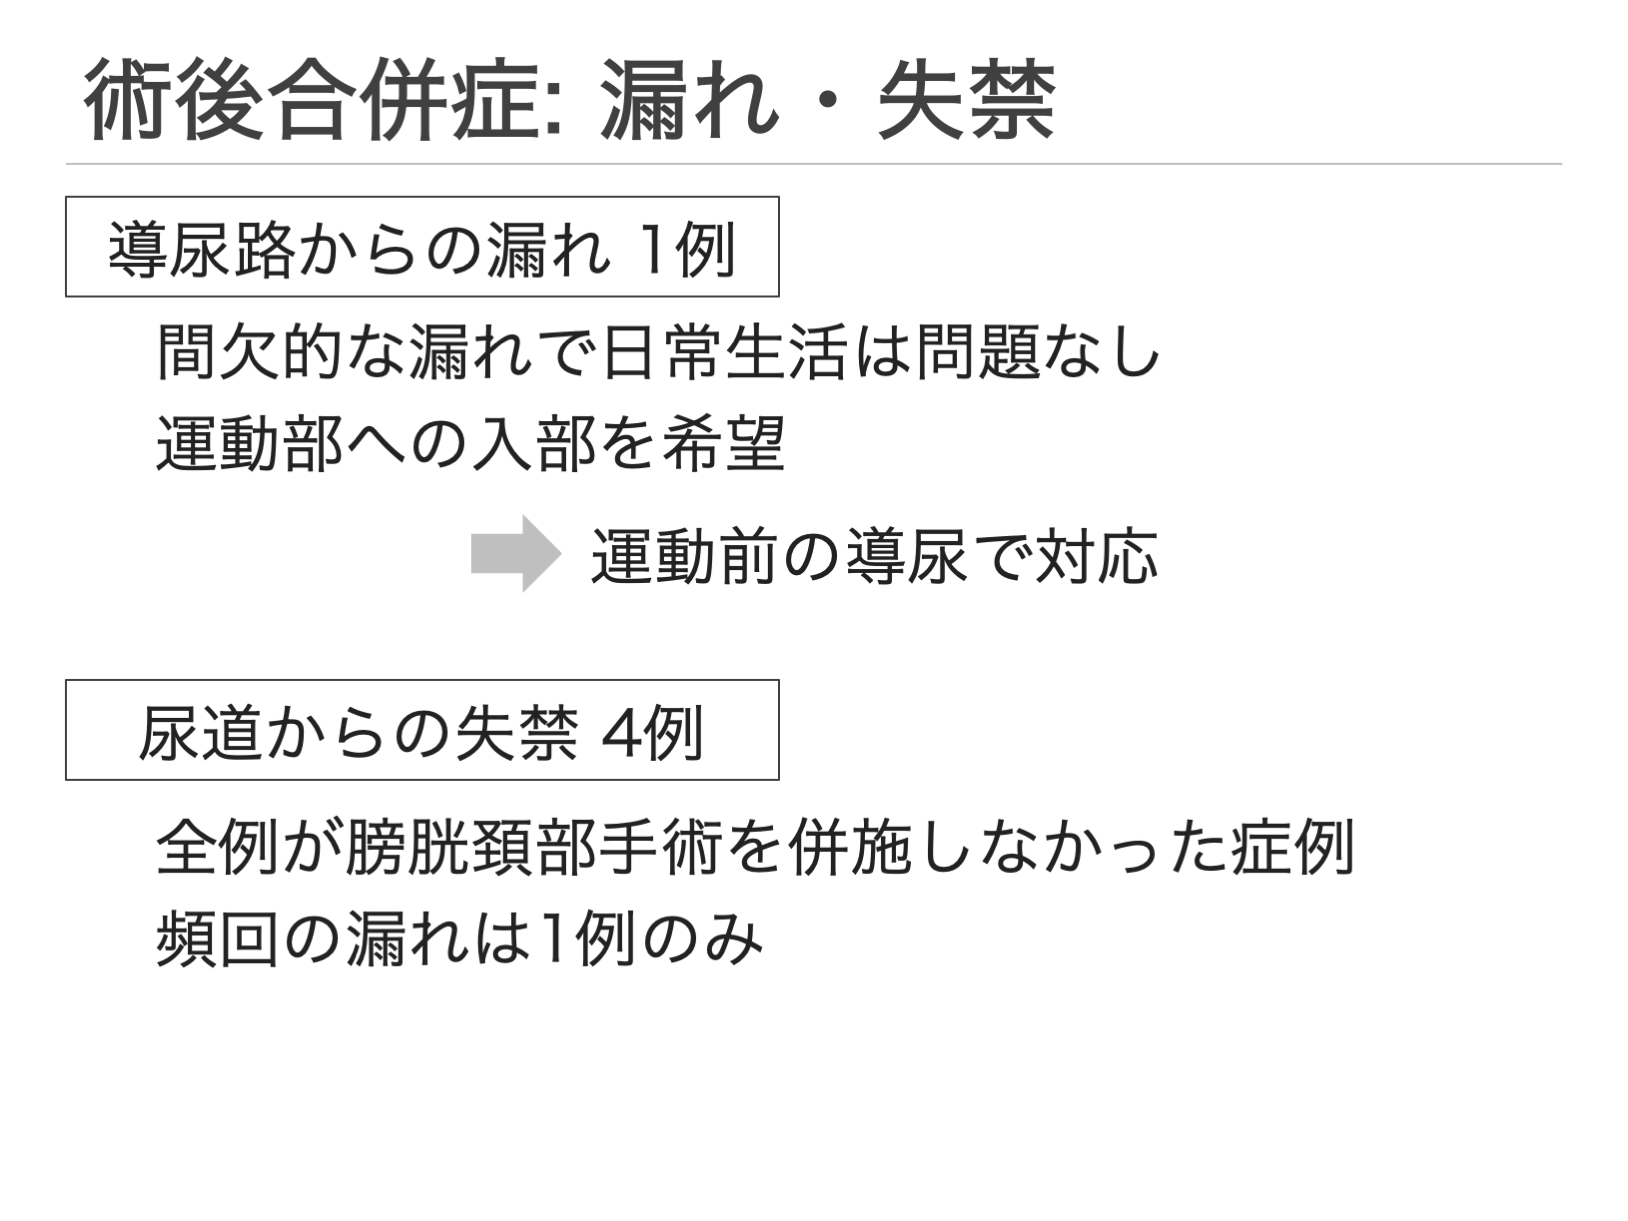 術後合併症: 漏れ・失禁
導尿路からの漏れ 1例
間欠的な漏れで日常生活は問題なし
運動部への入部を希望
運動前の導尿で対応
尿道からの失禁 4例
全例が膀胱頚部手術を併施しなかった症例
頻回の漏れは1例のみ